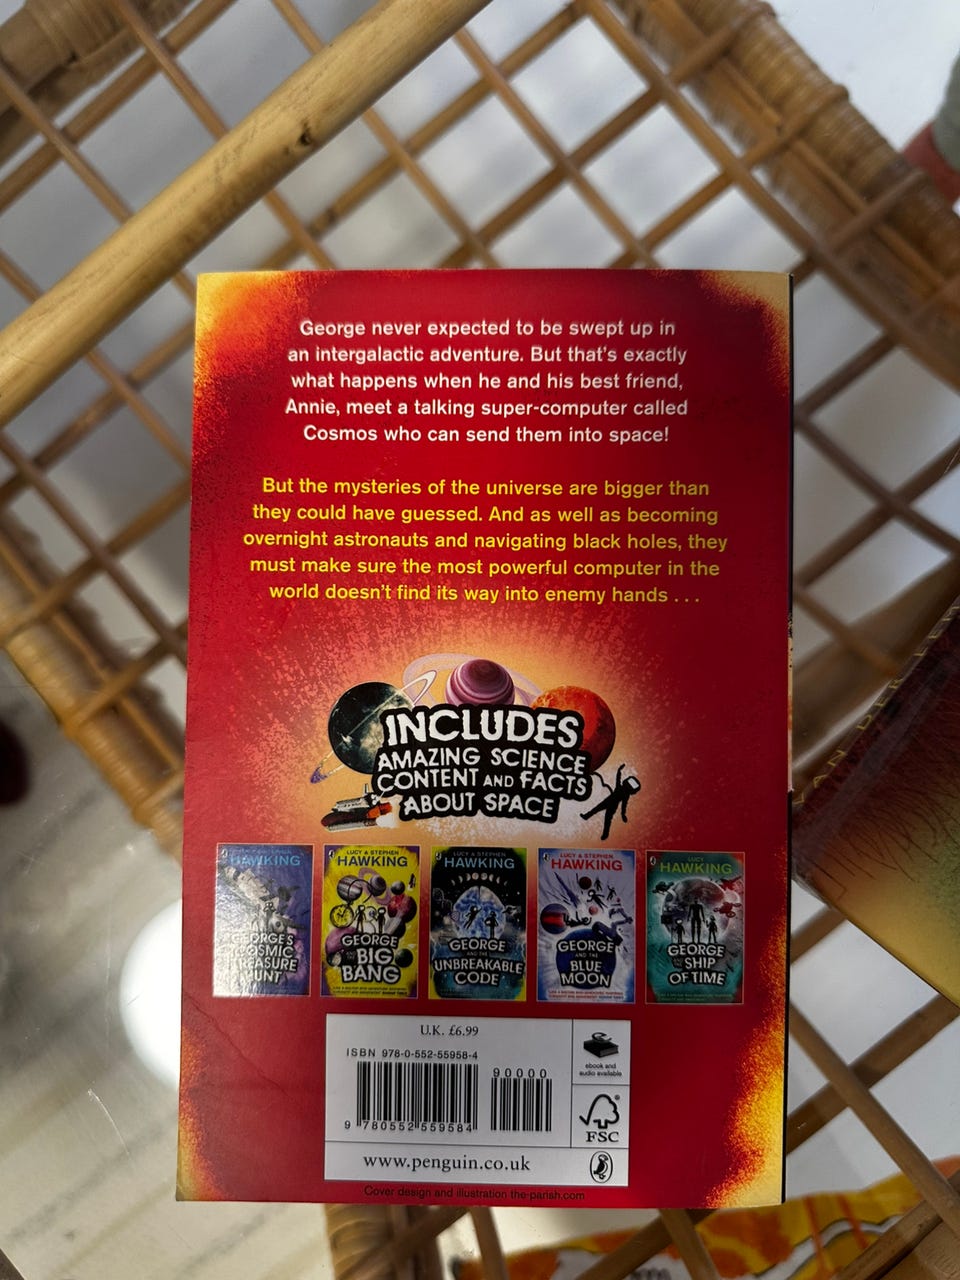 George never expected to be swept up in
an intergalactic adventure. But that's exactly
what happens when he and his best friend,
Annie, meet a talking super-computer called
Cosmos who can send them into space!
But the mysteries of the universe are bigger than
they could have guessed. And as well as becoming
overnight astronauts and navigating black holes, they
must make sure the most powerful computer in the
world doesn't find its way into enemy hands . . .
INCLUDES
AMAZING SCIENCE
CONTENT AND FACTS
ABOUT SPACE
HAWKING
GEORGE'S
COSMIC
TREASURE
HUNT
LUCY & STEPHEN
HAWKING
GEORGE
AND THE
BIG
BANG
LUCY & STEPHEN
HAWKING
GEORGE
AND THE
UNBREAKABLE
CODE
LUCY & STEPHEN
HAWKING
GEORGE
AND THE
BLUE
MOON
LUCY
HAWKING
GEORGE
SHIP
OF TIME
U.K. £6.99
ISBN 978-0-552-55958-4
90000
9 780552 559584
ebook and
audio available
FSC
www.penguin.co.uk
Cover design and illustration the-parish.com